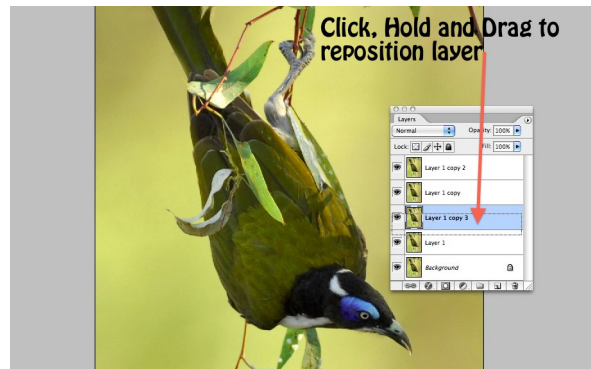 Click, Hold and Drag to
reposition layer
Layers
Normal
Opacity: 100%
Lock:
Fill: 100%
Layer 1 copy 2
Layer 1 copy
Layer 1 copy 3
Layer 1
Background